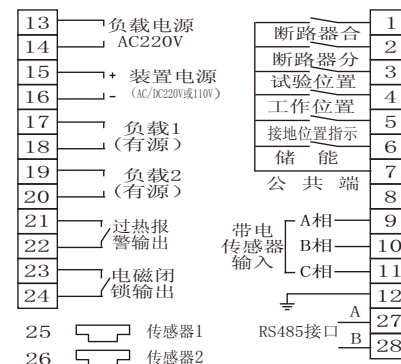 13
负载电源
14
AC220V
15
+ 装置电源
16
- (AC/DC220V或110V)
17
负载1
18
(有源)
19
负载2
20
(有源)
21
过热报
22
警输出
23
电磁闭
24
锁输出
25 传感器1
26 传感器2
断路器合
1
断路器分
2
试验位置
3
工作位置
4
接地位置指示
5
储 能
6
公 共 端
7
8
带电
传感器
输入
A相
9
B相
10
C相
11
12
RS485接口
A
27
B
28